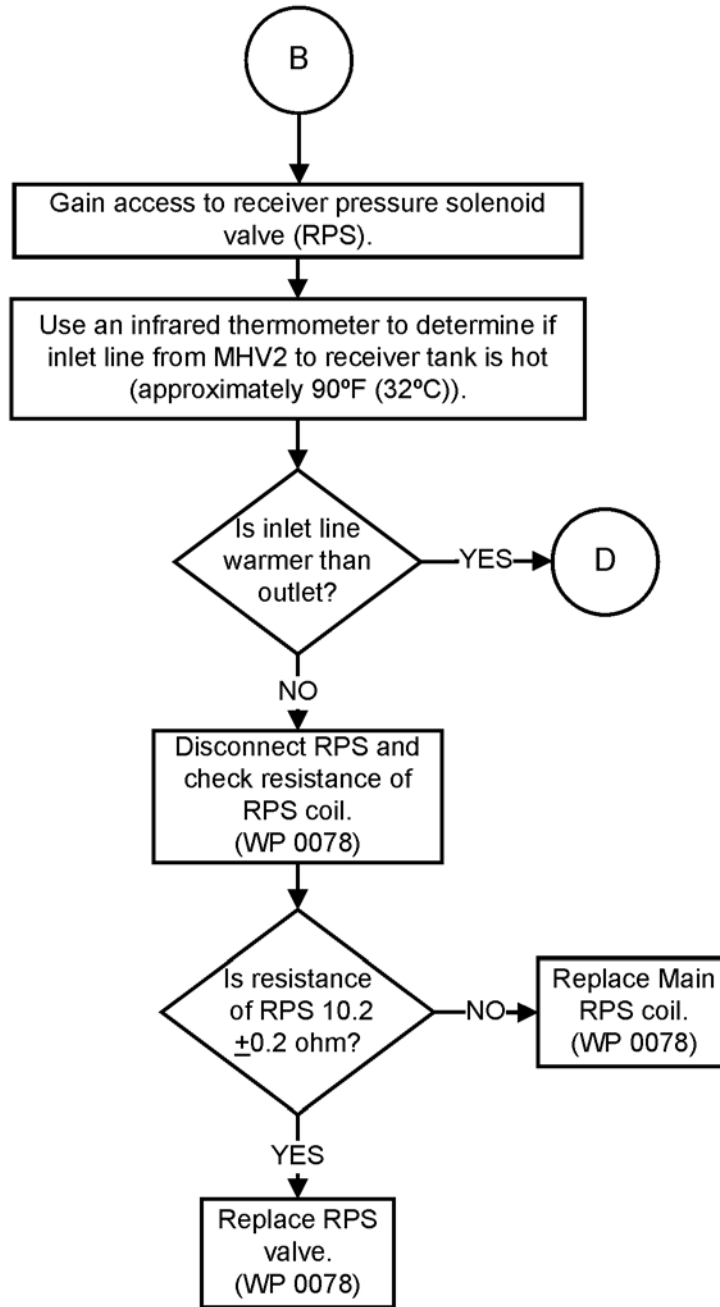 B
Gain access to receiver pressure solenoid
valve (RPS).
Use an infrared thermometer to determine if
inlet line from MHV2 to receiver tank is hot
(approximately 90ºF (32ºC)).
Is inlet line
warmer than
outlet?
YES
D
NO
Disconnect RPS and
check resistance of
RPS coil.
(WP 0078)
Is resistance
of RPS 10.2
±0.2 ohm?
NO
Replace Main
RPS coil.
(WP 0078)
YES
Replace RPS
valve.
(WP 0078)